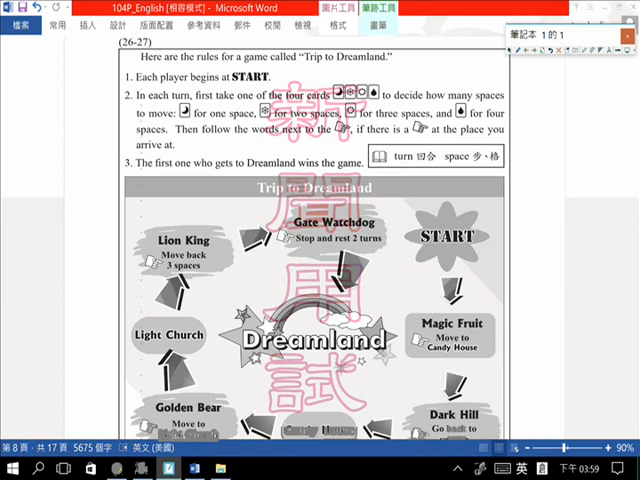 104P_English [相容模式] - Microsoft Word
圖片工具 筆跡工具
檔案 常用 插入 設計 版面配置 參考資料 郵件 校閱 檢視 格式 畫筆
筆記本 1 的 1
(26-27)
Here are the rules for a game called “Trip to Dreamland.”
1. Each player begins at START.
2. In each turn, first take one of the four cards to decide how many spaces
to move: for one space, for two spaces, for three spaces, and for four
spaces. Then follow the words next to the , if there is a at the place you
arrive at.
3. The first one who gets to Dreamland wins the game.
turn 回合 space 步、格
Trip to Dreamland
Gate Watchdog
Stop and rest 2 turns
Lion King
Move back
3 spaces
START
Light Church
Dreamland
Magic Fruit
Move to
Candy House
Golden Bear
Move to
Light Church
Candy House
Dark Hill
Go back to
新聞用試
第 8 頁，共 17 頁 5675 個字 英文 (美國) 90%
英 下午 03:59